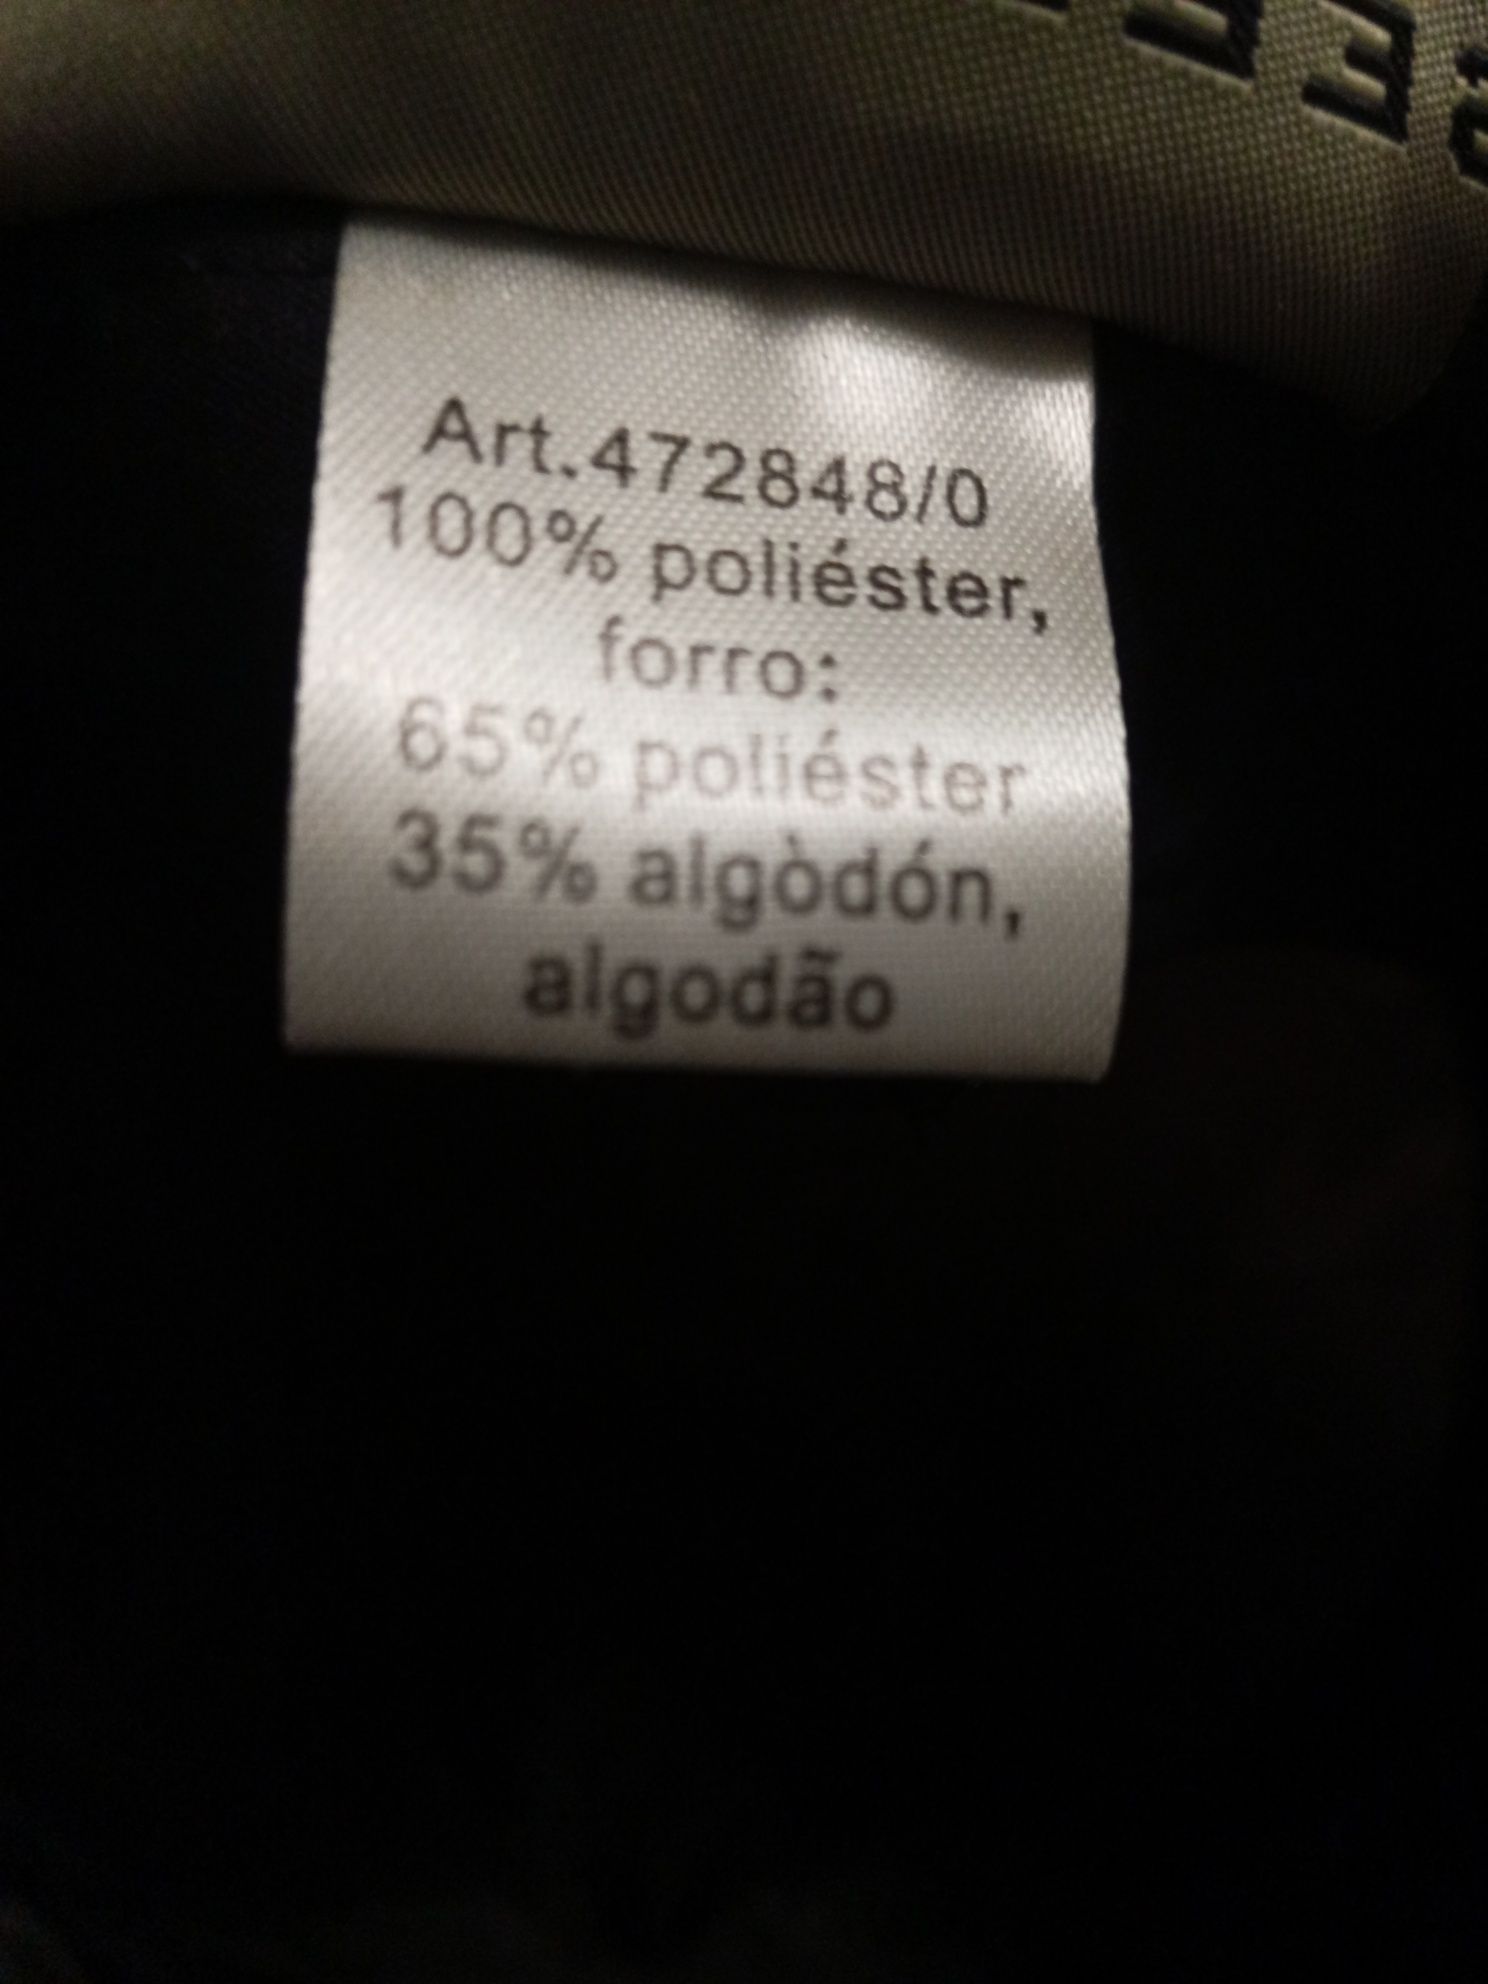 Art.472848/0
100% poliéster,
forro:
65% poliéster
35% algòdón,
algodão